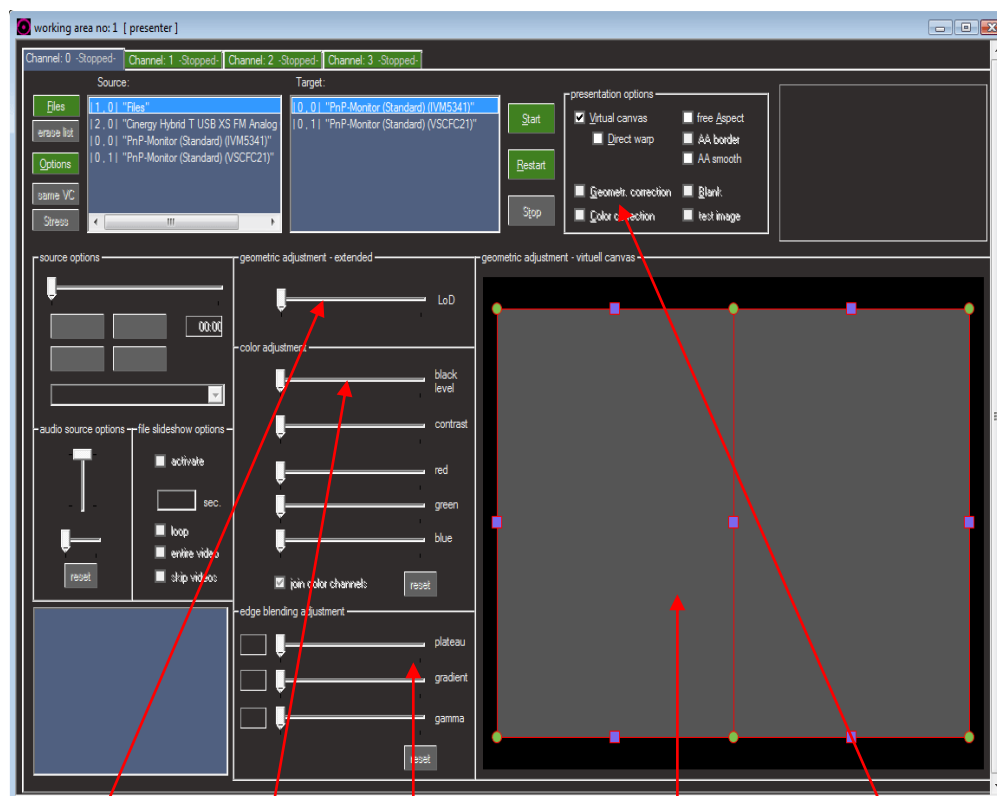 working area no: 1 [ presenter ]
Channel: 0 -Stopped-
Channel: 1 -Stopped-
Channel: 2 -Stopped-
Channel: 3 -Stopped-
Source:
Target:
Files
erase list
Options
same VC
Stress
|1 , 0| "Files"
|2 , 0| "Cinergy Hybrid T USB XS FM Analog
|0 , 0| "PnP-Monitor (Standard) (IVM5341)"
|0 , 1| "PnP-Monitor (Standard) (VSCFC21)"
|0 , 0| "PnP-Monitor (Standard) (IVM5341)"
|0 , 1| "PnP-Monitor (Standard) (VSCFC21)"
Start
Restart
Stop
presentation options
Virtual canvas
free Aspect
Direct warp
AA border
AA smooth
Geometr. correction
Blank
Color correction
test image
source options
00:00
audio source options
reset
file slideshow options
activate
sec.
loop
entire video
skip videos
geometric adjustment - extended
LoD
color adjustment
black
level
contrast
red
green
blue
join color channels
reset
edge blending adjustment
plateau
gradient
gamma
reset
geometric adjustment - virtuell canvas